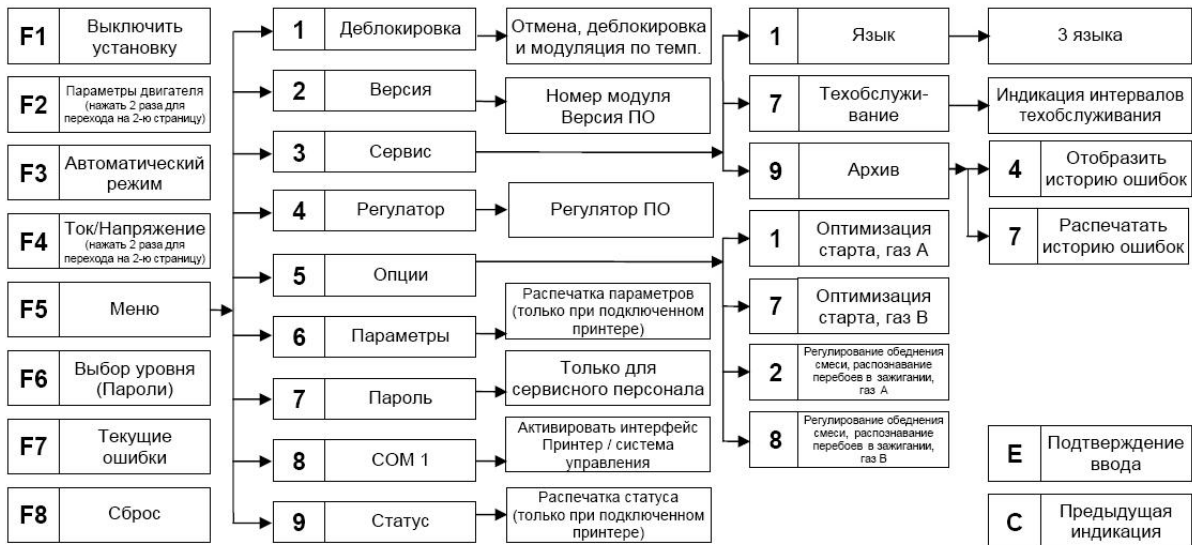 F1
Выключить
установку
F2
Параметры двигателя
(нажать 2 раза для
перехода на 2-ю страницу)
F3
Автоматический
режим
F4
Ток/Напряжение
(нажать 2 раза для
перехода на 2-ю страницу)
F5
Меню
F6
Выбор уровня
(Пароли)
F7
Текущие
ошибки
F8
Сброс
1
Деблокировка
2
Версия
3
Сервис
4
Регулатор
5
Опции
6
Параметры
7
Пароль
8
COM 1
9
Статус
Отмена, деблокировка
и модуляция по темп.
Номер модуля
Версия ПО
Регулятор ПО
Распечатка параметров
(только при подключенном
принтере)
Только для
сервисного персонала
Активировать интерфейс
Принтер / система
управления
Распечатка статуса
(только при подключенном
принтере)
1
Язык
7
Техобслужи-
вание
9
Архив
1
Оптимизация
старта, газ А
7
Оптимизация
старта, газ В
2
Регулирование обеднения
смеси, распознавание
перебоев в зажигании,
газ А
8
Регулирование обеднения
смеси, распознавание
перебоев в зажигании,
газ В
3 языка
Индикация интервалов
техобслуживания
4
Отобразить
историю ошибок
7
Распечатать
историю ошибок
E
Подтверждение
ввода
C
Предыдущая
индикация